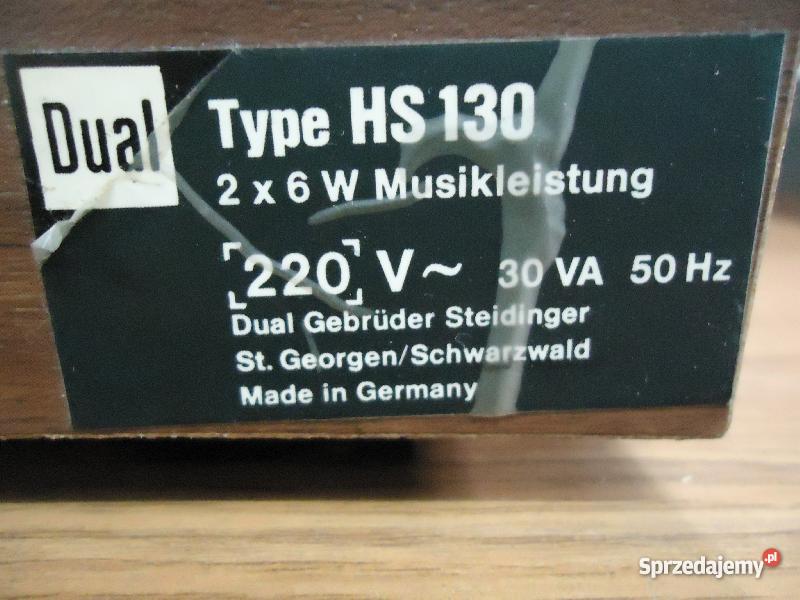 Dual
Type HS 130
2 x 6 W Musikleistung
220 V~ 30 VA 50 Hz
Dual Gebrüder Steidinger
St. Georgen/Schwarzwald
Made in Germany
Sprzedajemy.pl